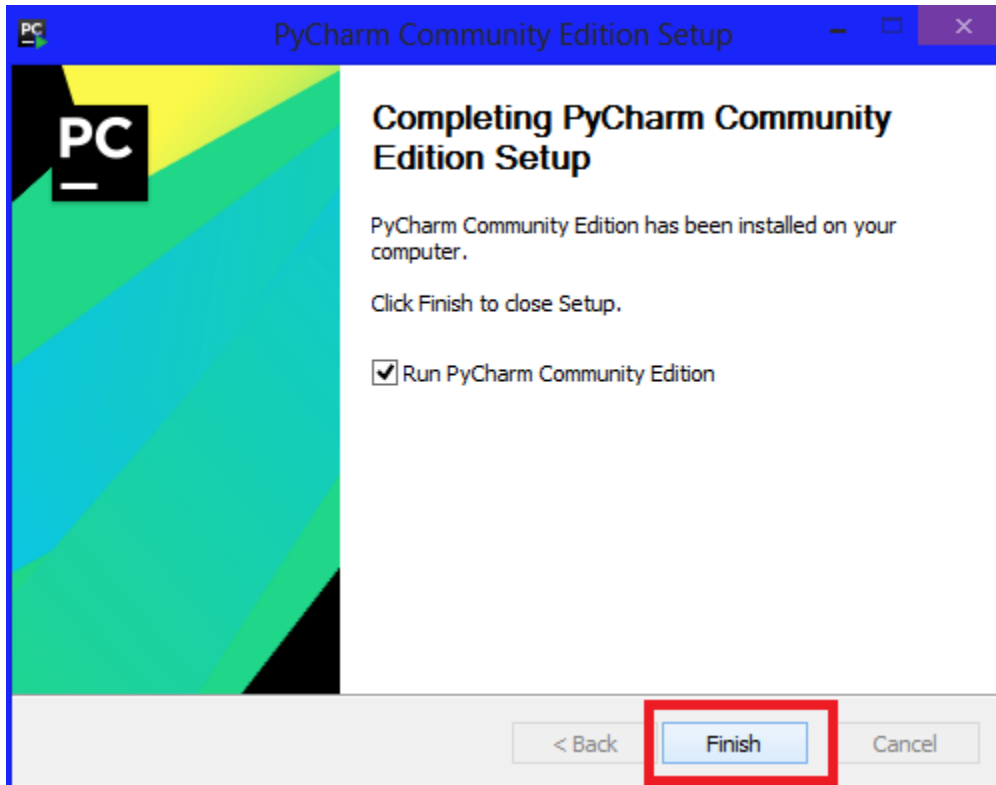 PC
PyCharm Community Edition Setup
PC
Completing PyCharm Community
Edition Setup
PyCharm Community Edition has been installed on your
computer.
Click Finish to close Setup.
Run PyCharm Community Edition
< Back
Finish
Cancel